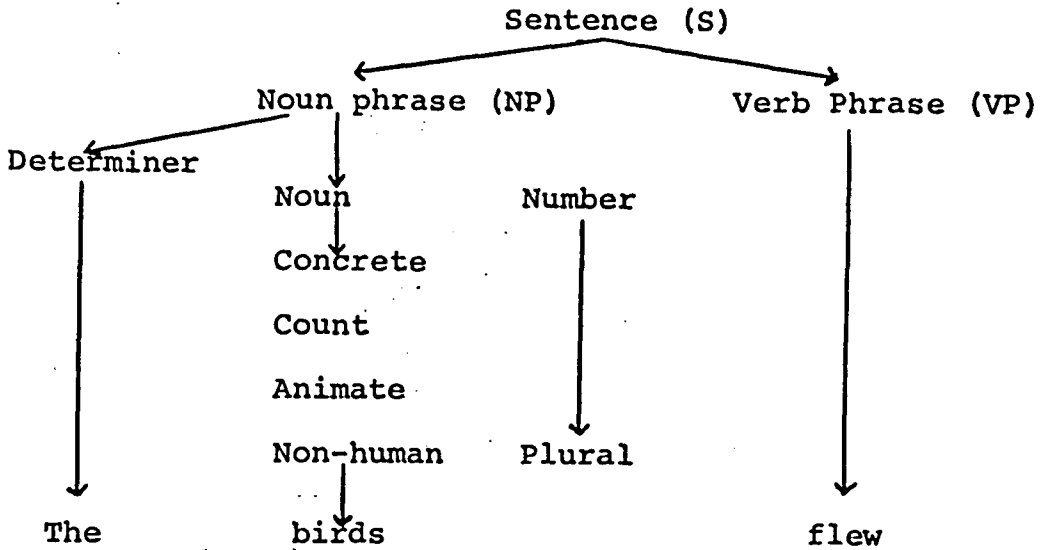 Sentence (S)
Noun phrase (NP) Verb Phrase (VP)
Determiner
Noun Number
Concrete
Count
Animate
Non-human Plural
The birds flew